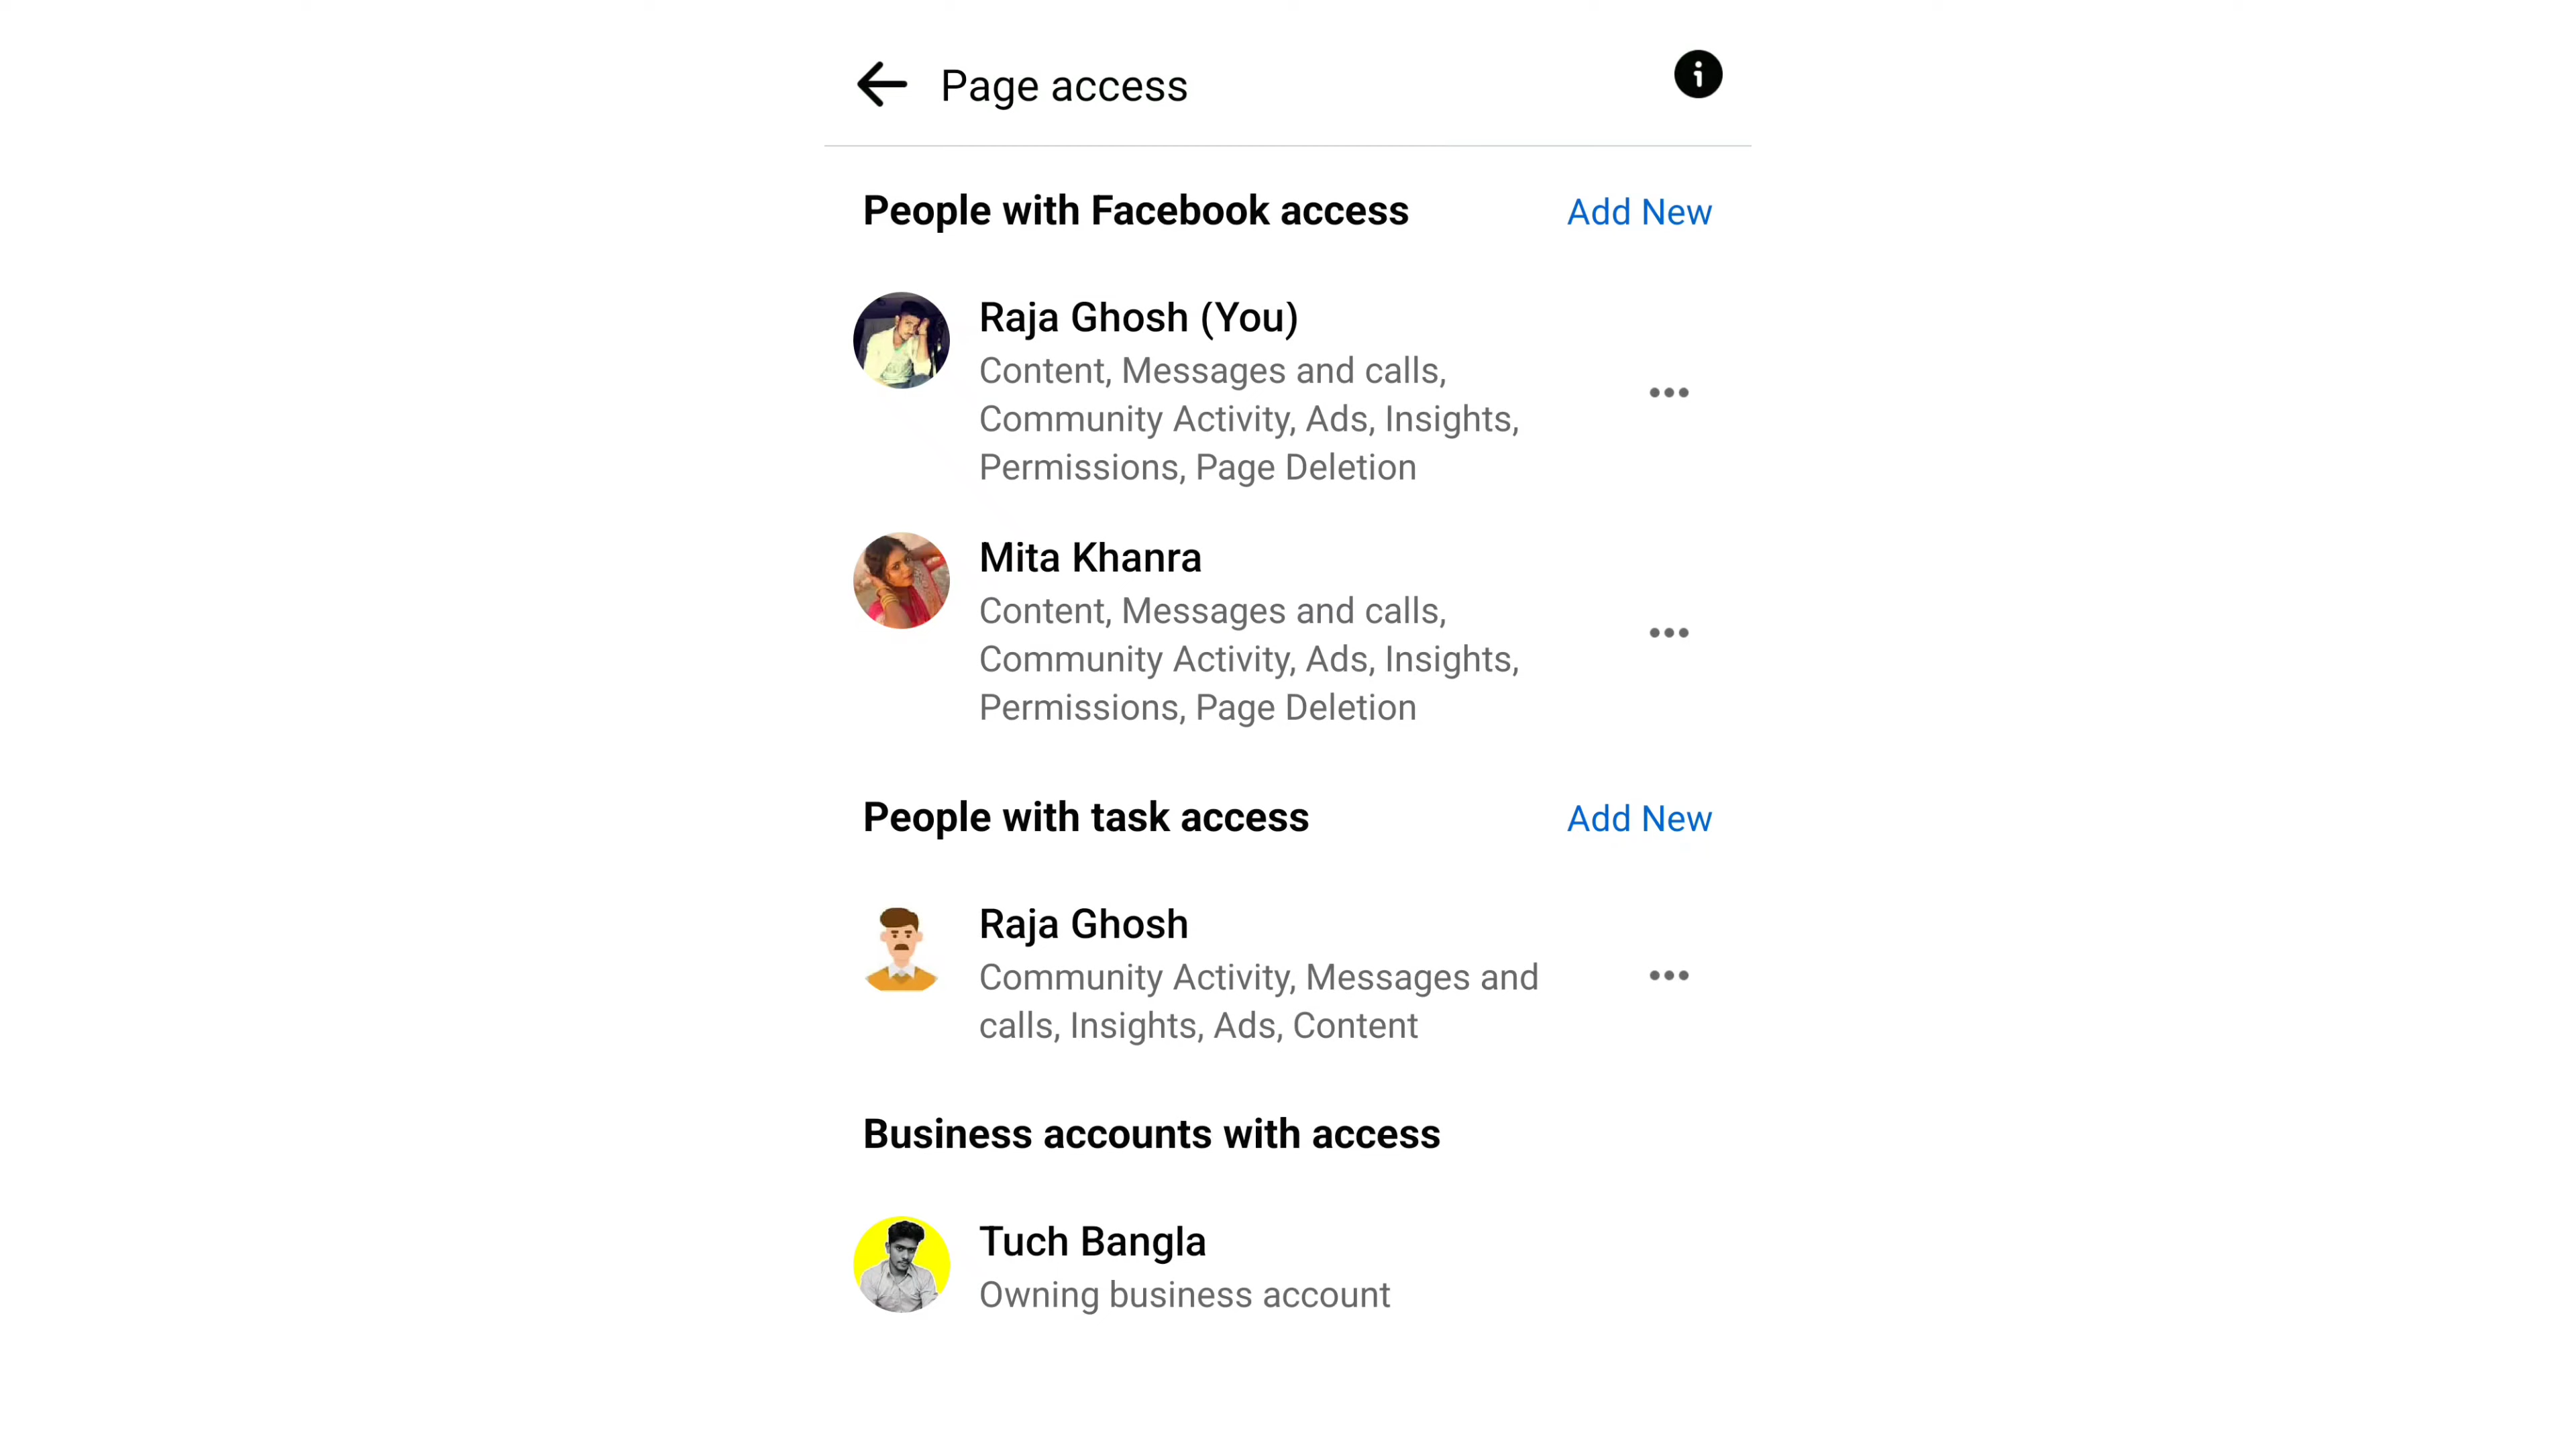 Page access
People with Facebook access
Add New
Raja Ghosh (You)
Content, Messages and calls,
Community Activity, Ads, Insights,
Permissions, Page Deletion
Mita Khanra
Content, Messages and calls,
Community Activity, Ads, Insights,
Permissions, Page Deletion
People with task access
Add New
Raja Ghosh
Community Activity, Messages and
calls, Insights, Ads, Content
Business accounts with access
Tuch Bangla
Owning business account